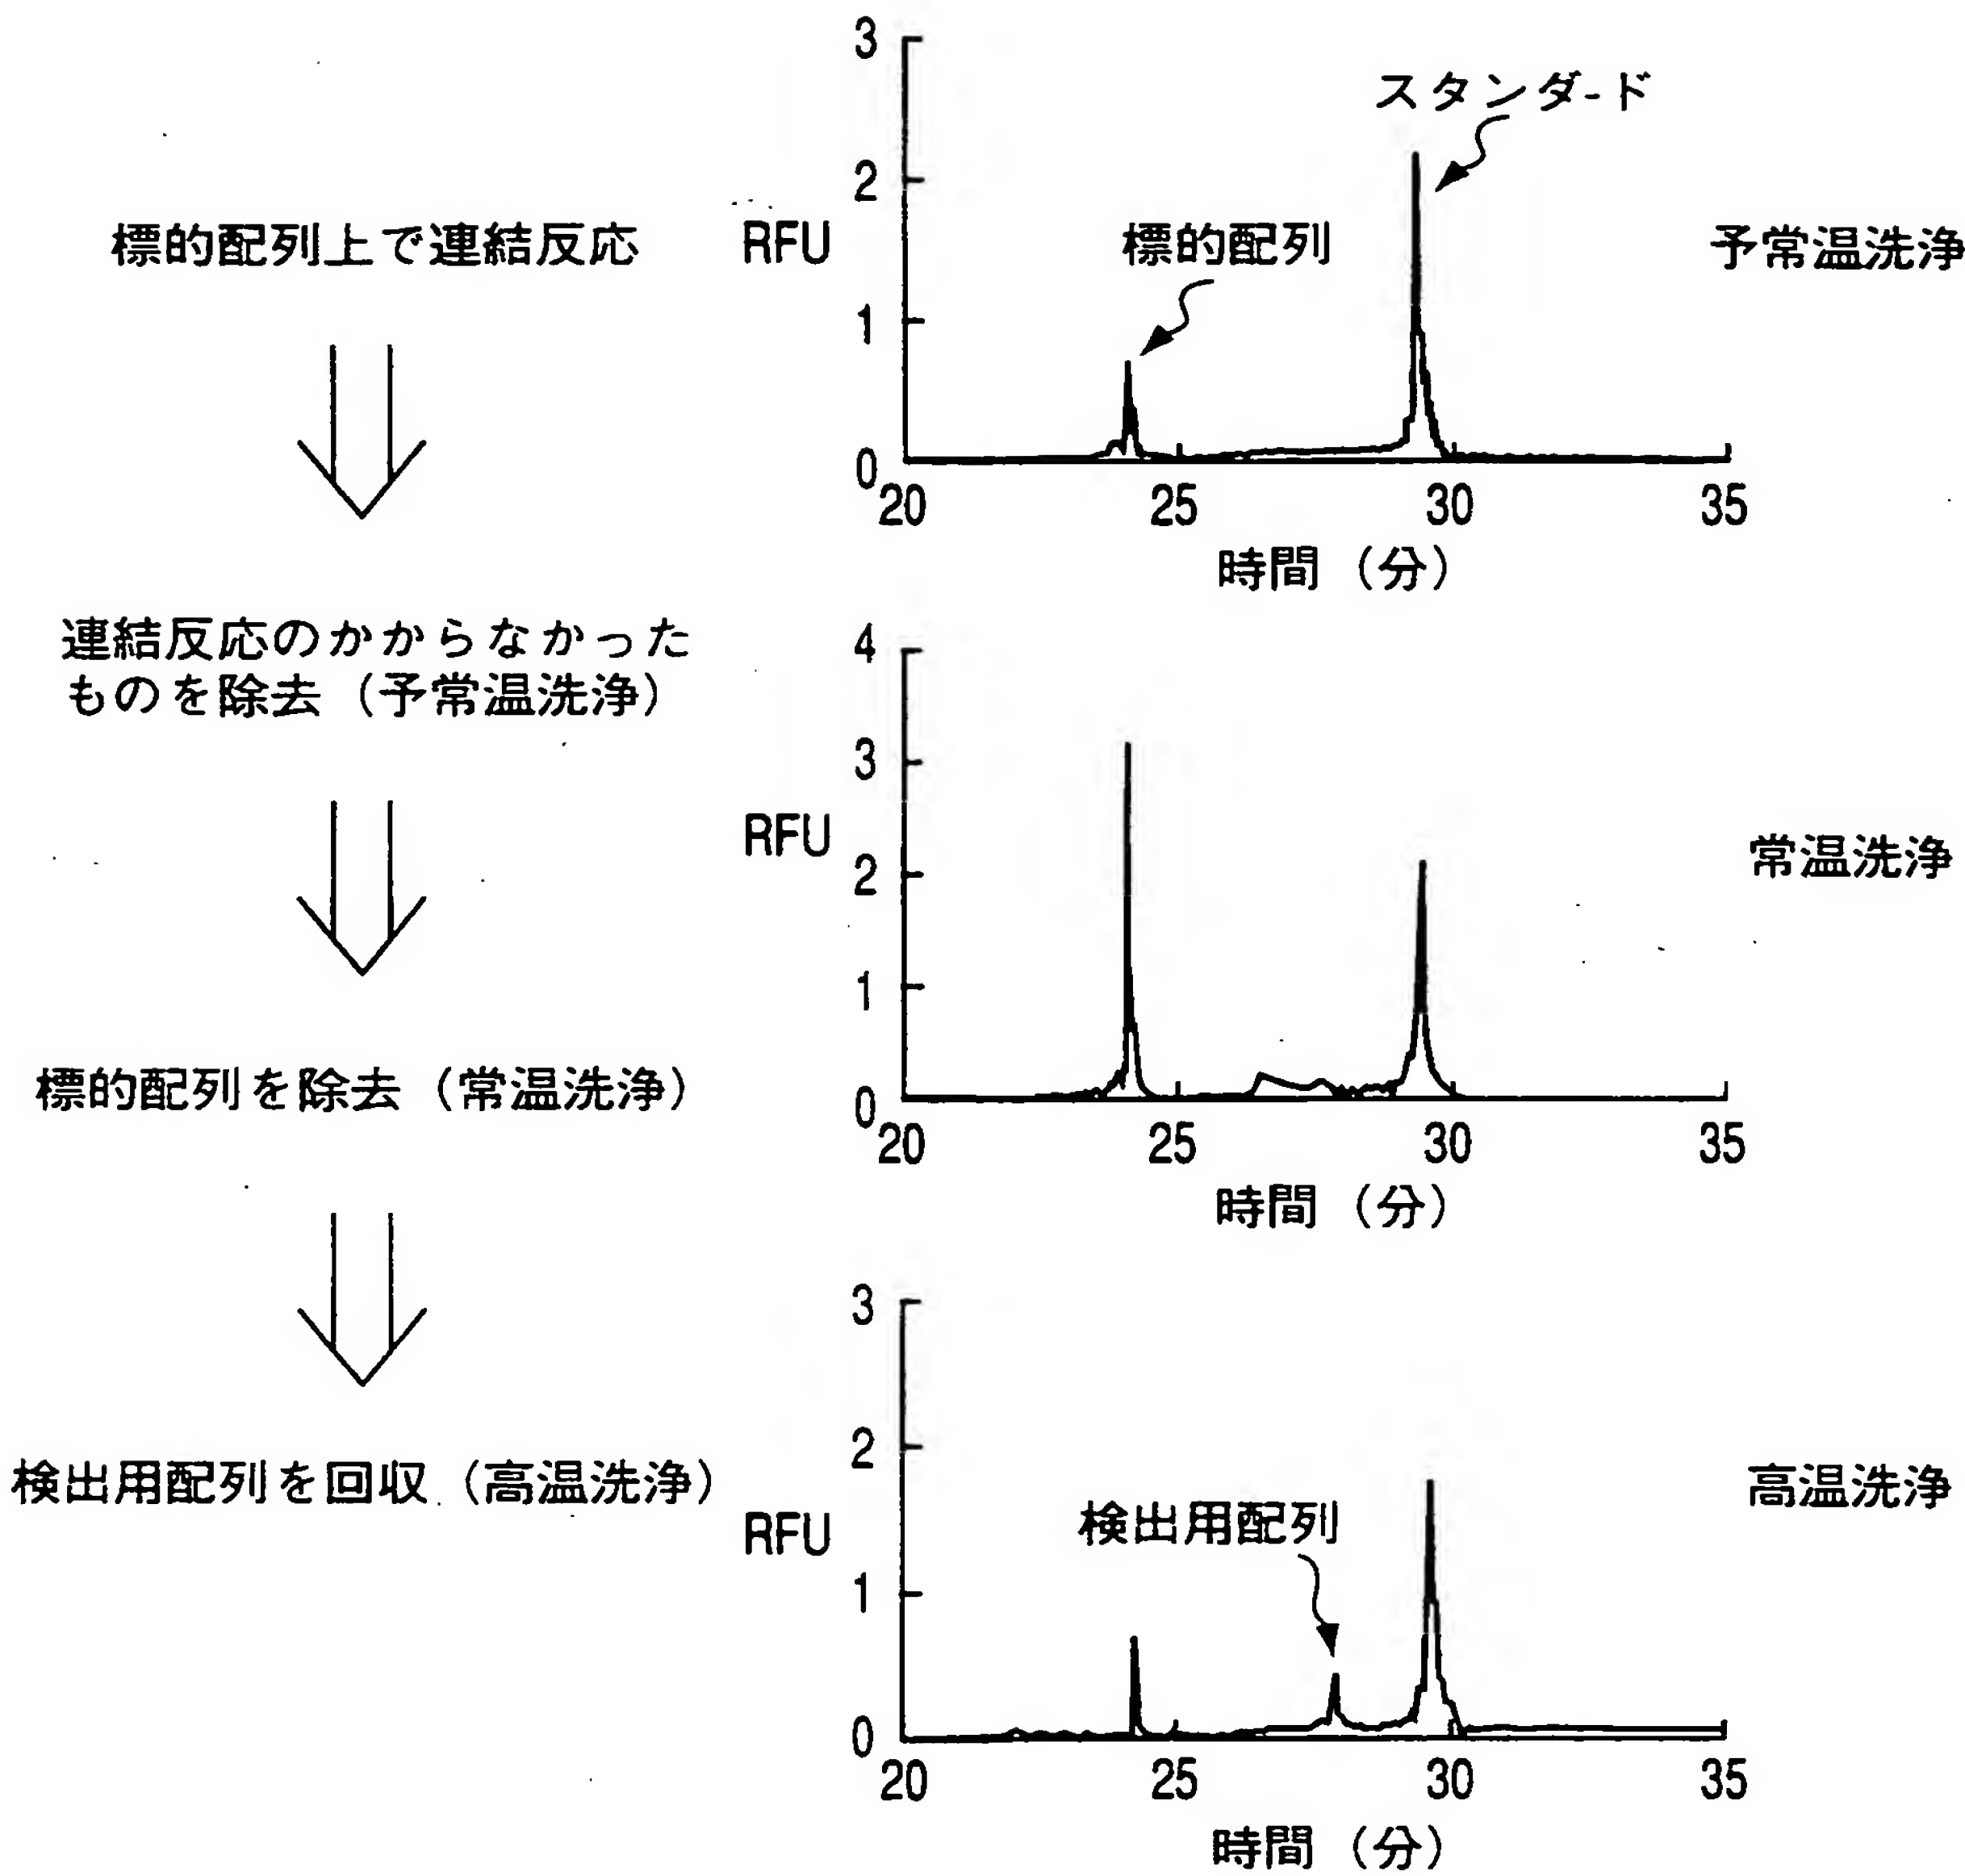 標的配列上で連結反応
連結反応のかからなかった
ものを除去（予常温洗浄）
標的配列を除去（常温洗浄）
検出用配列を回収（高温洗浄）
3
2
1
0
RFU
スタンダード
標的配列
予常温洗浄
20 25 30 35
時間（分）
4
3
2
1
0
RFU
常温洗浄
20 25 30 35
時間（分）
3
2
1
0
RFU
検出用配列
高温洗浄
20 25 30 35
時間（分）